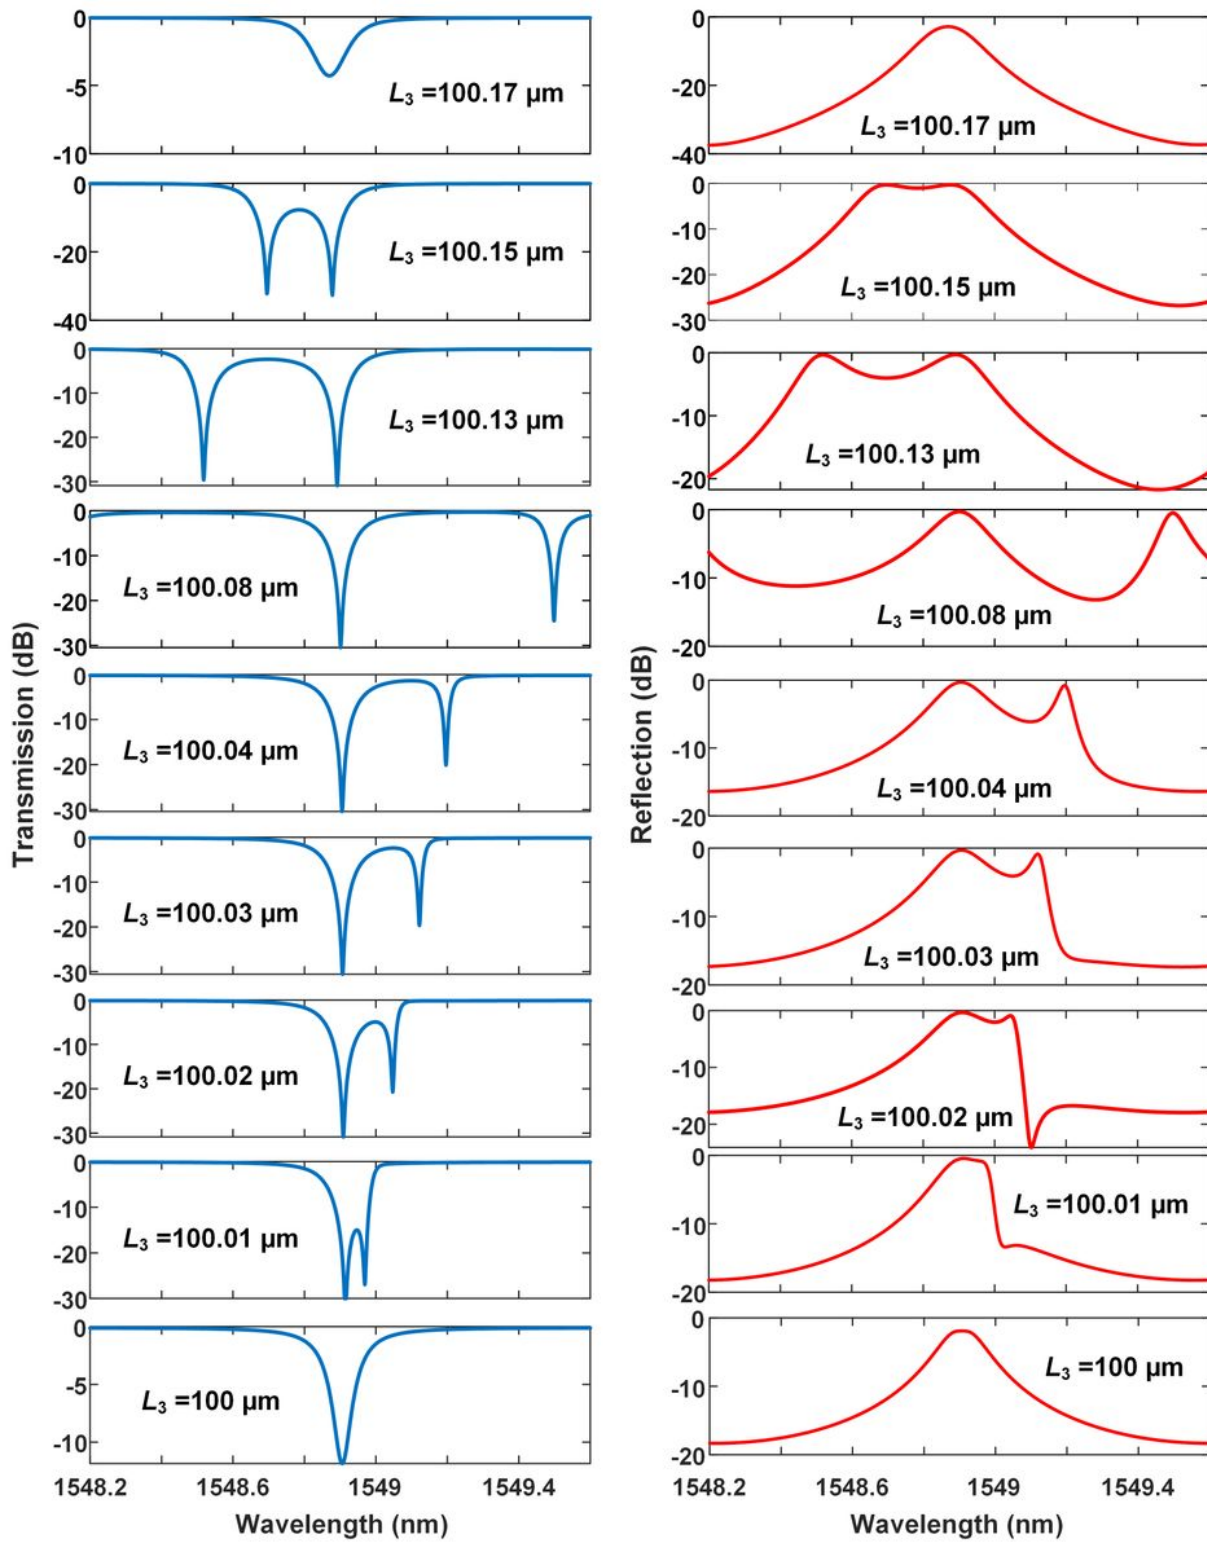 0
-5
-10
L3 =100.17 µm
0
-20
-40
L3 =100.15 µm
0
-10
-20
-30
L3 =100.13 µm
0
-10
-20
-30
L3 =100.08 µm
0
-10
-20
-30
L3 =100.04 µm
0
-10
-20
-30
L3 =100.03 µm
0
-10
-20
-30
L3 =100.02 µm
0
-10
-20
-30
L3 =100.01 µm
0
-5
-10
L3 =100 µm
1548.2 1548.6 1549 1549.4
Wavelength (nm)
Transmission (dB)
0
-20
-40
L3 =100.17 µm
0
-10
-20
-30
L3 =100.15 µm
0
-10
-20
L3 =100.13 µm
0
-10
-20
L3 =100.08 µm
0
-10
-20
L3 =100.04 µm
0
-10
-20
L3 =100.03 µm
0
-10
-20
L3 =100.02 µm
0
-10
-20
L3 =100.01 µm
0
-10
-20
L3 =100 µm
1548.2 1548.6 1549 1549.4
Wavelength (nm)
Reflection (dB)